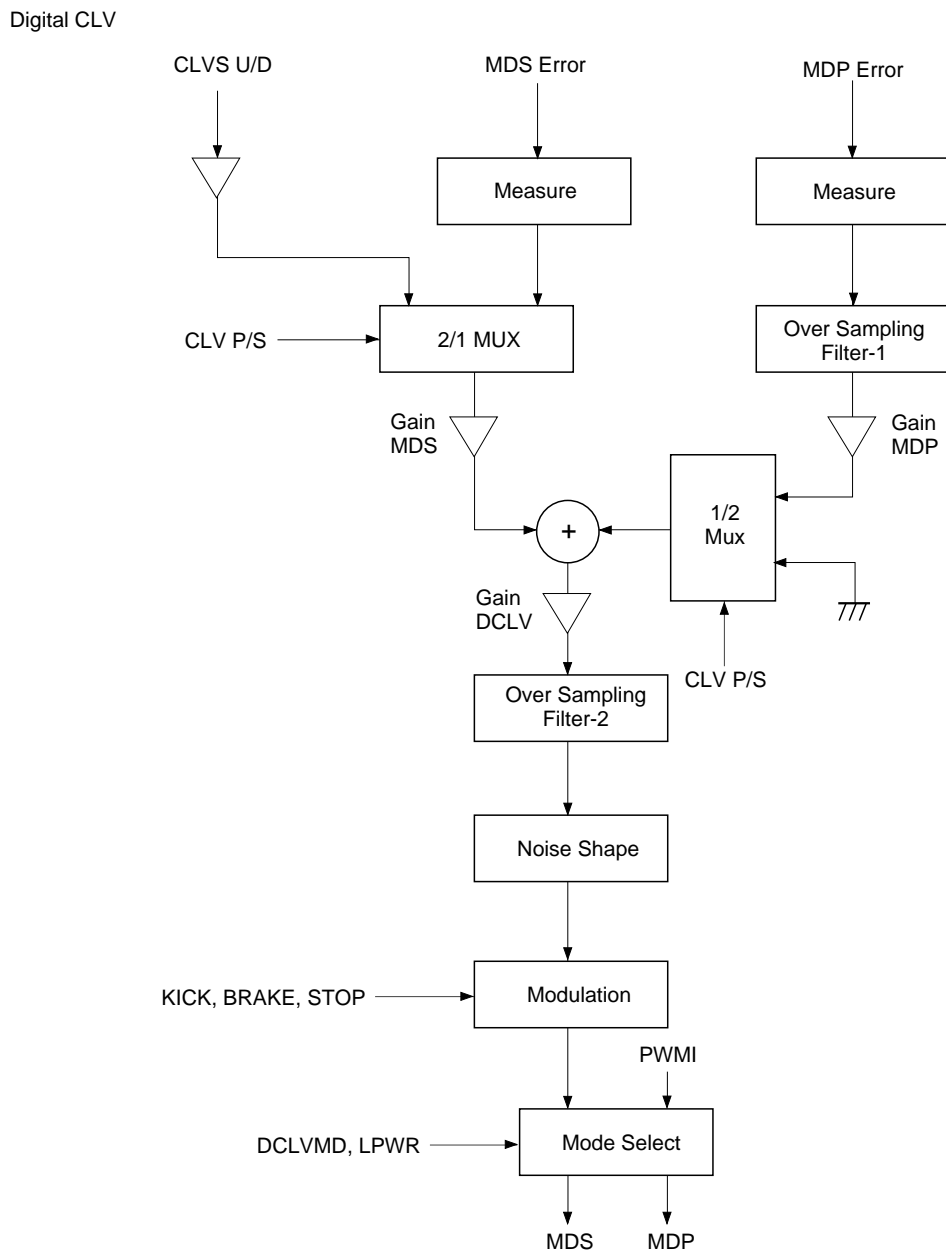 Digital CLV
CLVS U/D
MDS Error
MDP Error
Measure
Measure
CLV P/S
2/1 MUX
Over Sampling
Filter-1
Gain
MDS
Gain
MDP
1/2
Mux
+
Gain
DCLV
CLV P/S
Over Sampling
Filter-2
Noise Shape
KICK, BRAKE, STOP
Modulation
PWMI
DCLVMD, LPWR
Mode Select
MDS
MDP